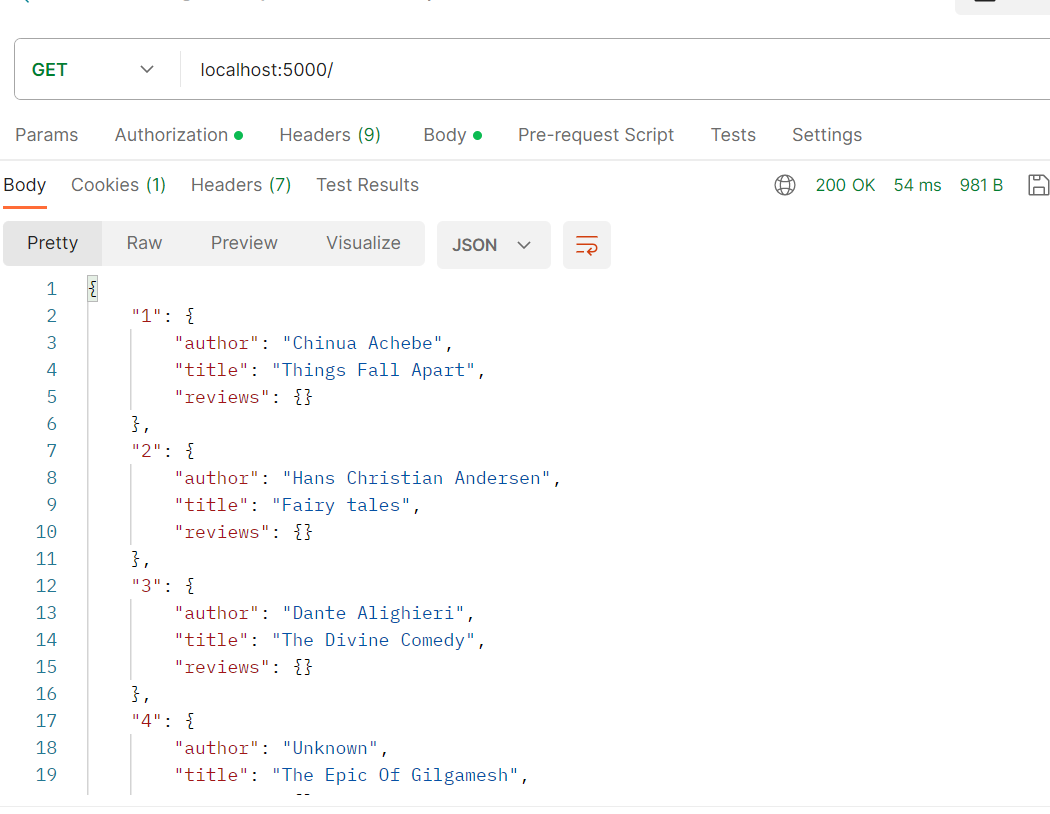 GET localhost:5000/
Params Authorization Headers (9) Body Pre-request Script Tests Settings
Body Cookies (1) Headers (7) Test Results 200 OK 54 ms 981 B
Pretty Raw Preview Visualize JSON
1 {
2 "1": {
3 "author": "Chinua Achebe",
4 "title": "Things Fall Apart",
5 "reviews": {}
6 },
7 "2": {
8 "author": "Hans Christian Andersen",
9 "title": "Fairy tales",
10 "reviews": {}
11 },
12 "3": {
13 "author": "Dante Alighieri",
14 "title": "The Divine Comedy",
15 "reviews": {}
16 },
17 "4": {
18 "author": "Unknown",
19 "title": "The Epic Of Gilgamesh",